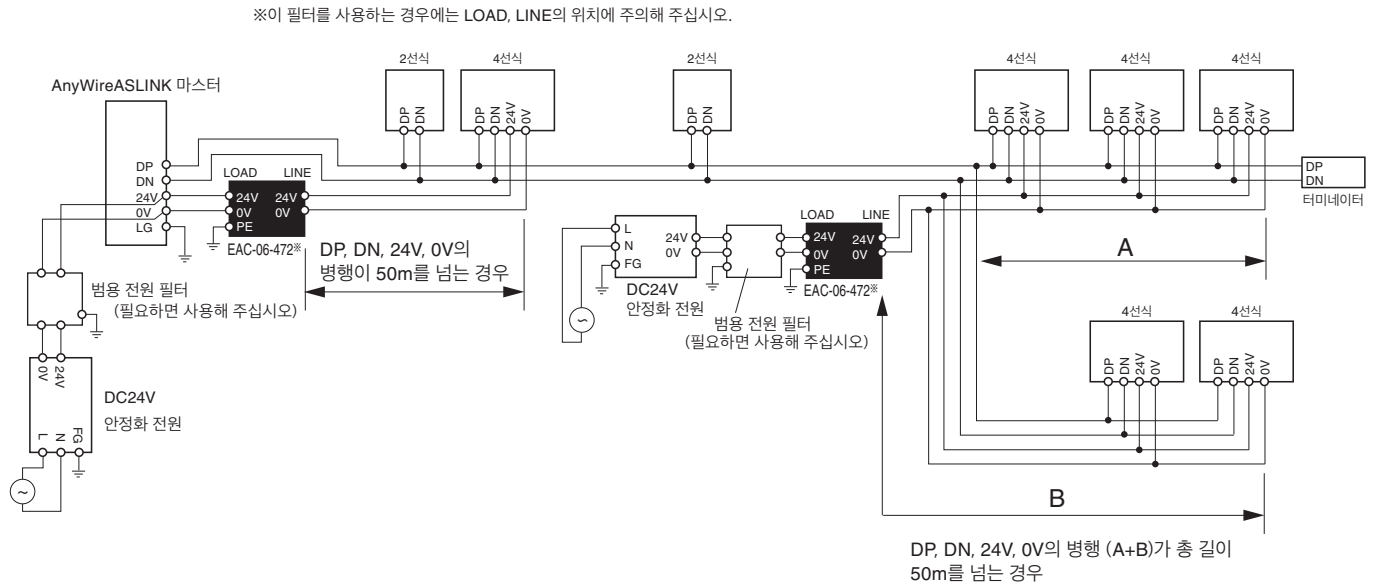 ※이 필터를 사용하는 경우에는 LOAD, LINE의 위치에 주의해 주십시오.
AnyWireASLINK 마스터
DP
DN
24V
0V
LG
LOAD LINE
24V 24V
0V 0V
PE
EAC-06-472※
DP, DN, 24V, 0V의
병행이 50m를 넘는 경우
범용 전원 필터
(필요하면 사용해 주십시오)
0V 24V
DC24V
안정화 전원
L N FG
~
2선식
DP DN
4선식
DP DN 24V 0V
2선식
DP DN
4선식
DP DN 24V 0V
4선식
DP DN 24V 0V
4선식
DP DN 24V 0V
DP
DN
터미네이터
L
N
FG
24V
0V
DC24V
안정화 전원
~
범용 전원 필터
(필요하면 사용해 주십시오)
LOAD LINE
24V 24V
0V 0V
PE
EAC-06-472※
A
4선식
DP DN 24V 0V
4선식
DP DN 24V 0V
B
DP, DN, 24V, 0V의 병행 (A+B)가 총 길이
50m를 넘는 경우